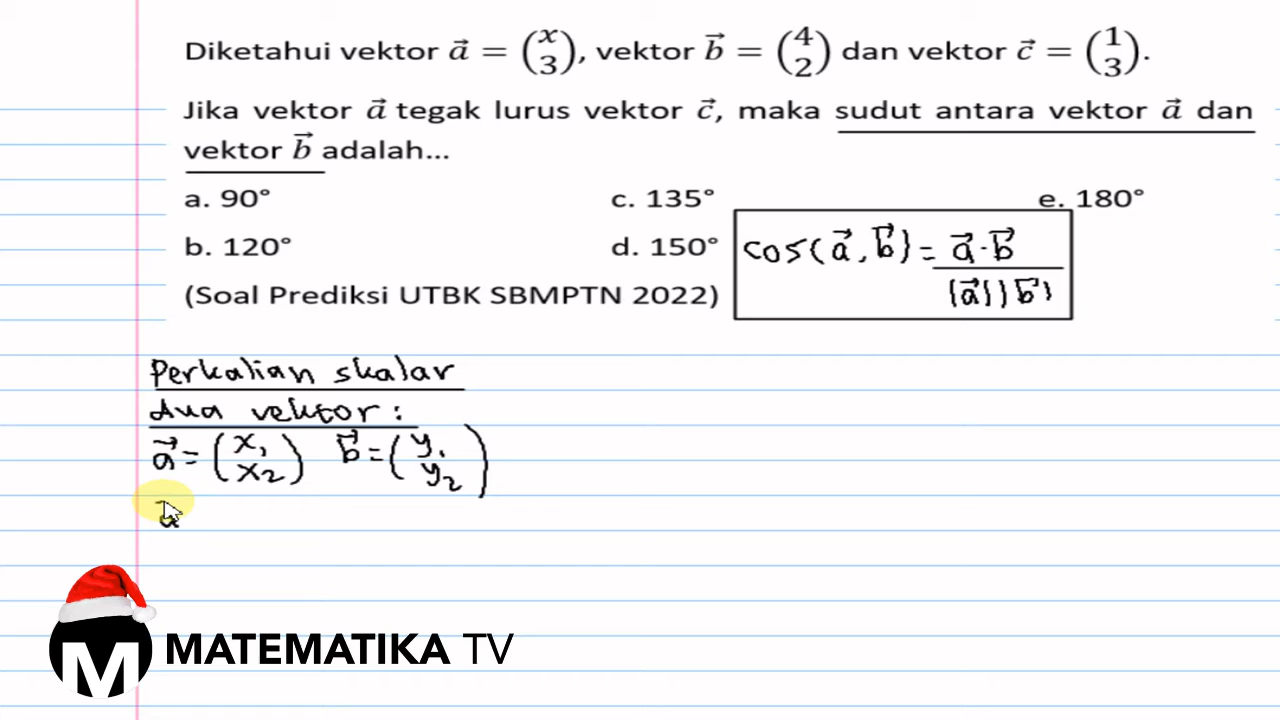 Diketahui vektor a⃗ = (x 3), vektor b⃗ = (4 2) dan vektor c⃗ = (1 3).
Jika vektor a⃗ tegak lurus vektor c⃗, maka sudut antara vektor a⃗ dan
vektor b⃗ adalah...
a. 90° c. 135° e. 180°
b. 120° d. 150°
(Soal Prediksi UTBK SBMPTN 2022)
cos(a⃗, b⃗) = a⃗·b⃗ / |a⃗||b⃗|
Perkalian skalar
dua vektor:
a⃗ = (x₁ x₂) b⃗ = (y₁ y₂)
M MATEMATIKA TV